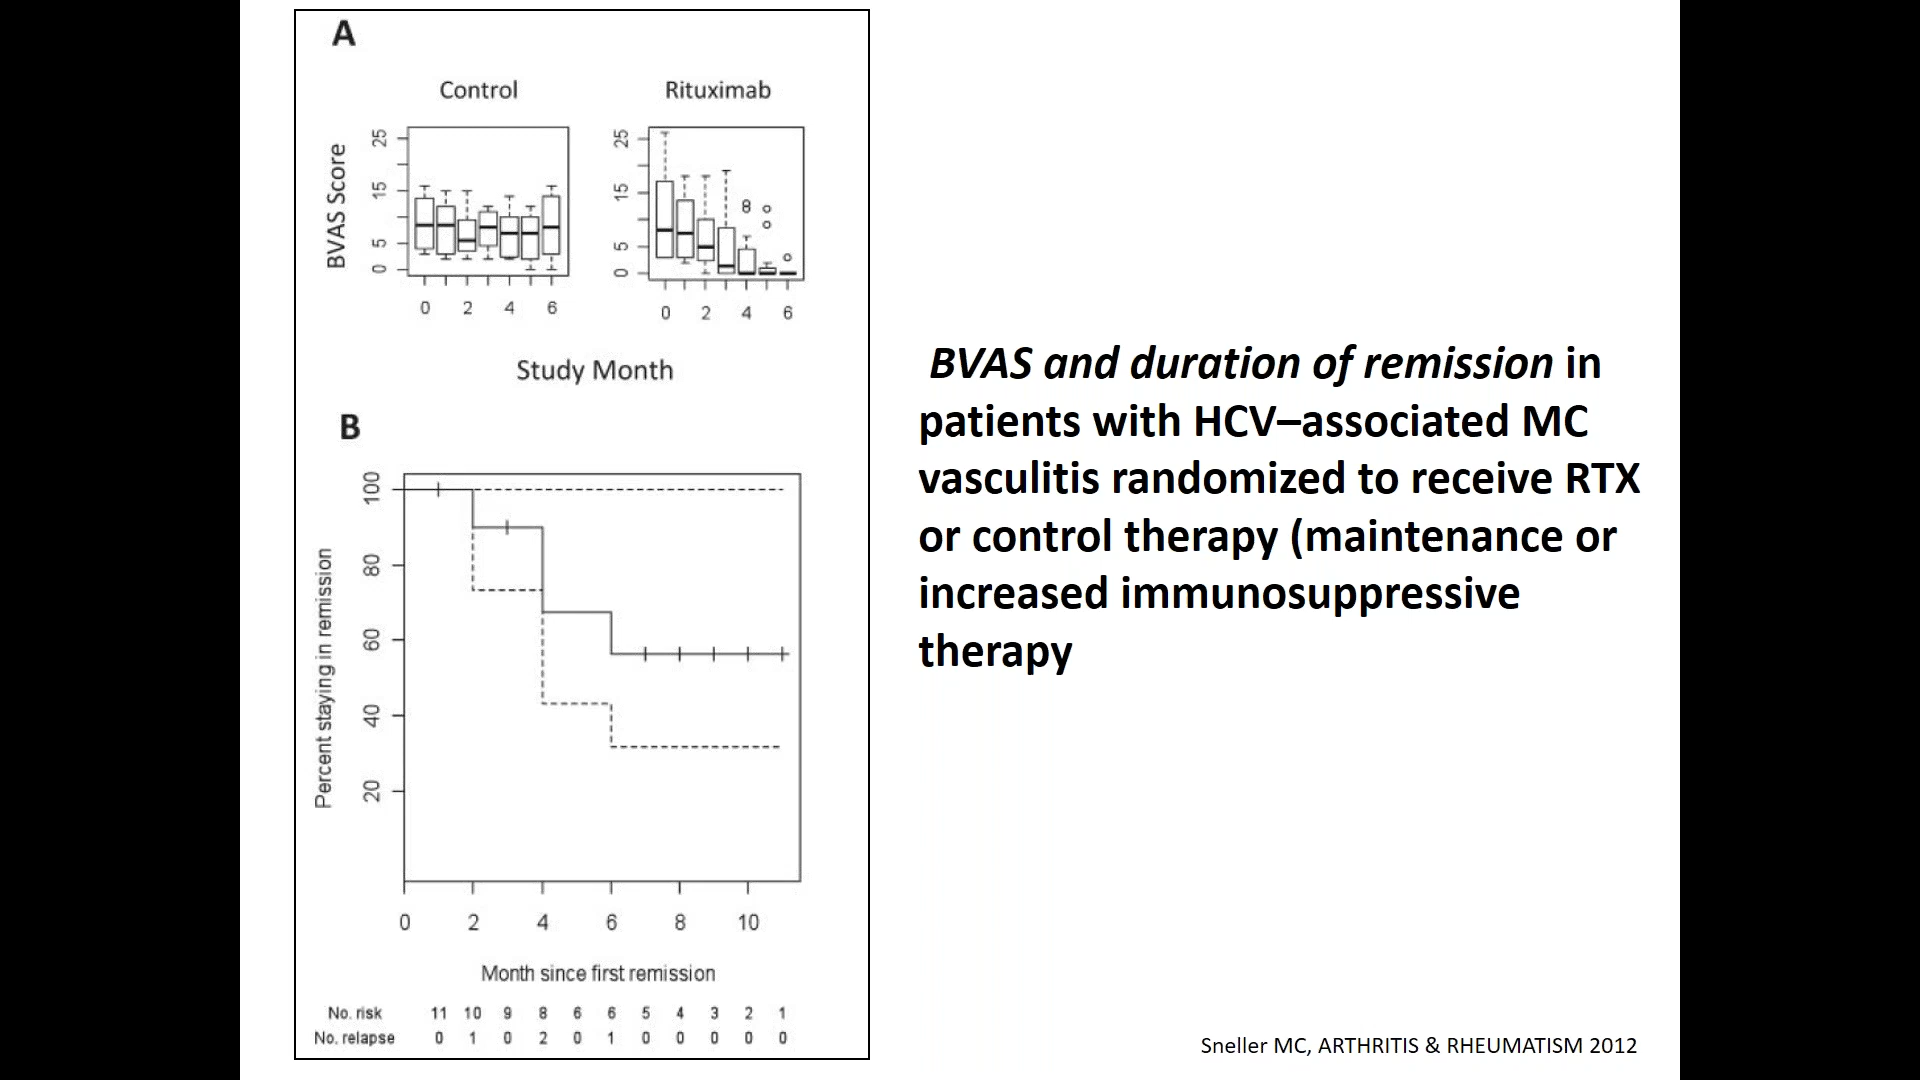 A
Control
Rituximab
BVAS Score
25
15
5
0
0 2 4 6
25
15
5
0
0 2 4 6
Study Month
B
Percent staying in remission
100
80
60
40
20
0 2 4 6 8 10
Month since first remission
No. risk 11 10 9 8 6 6 5 4 3 2 1
No. relapse 0 1 0 2 0 1 0 0 0 0 0
BVAS and duration of remission in
patients with HCV–associated MC
vasculitis randomized to receive RTX
or control therapy (maintenance or
increased immunosuppressive
therapy
Sneller MC, ARTHRITIS & RHEUMATISM 2012